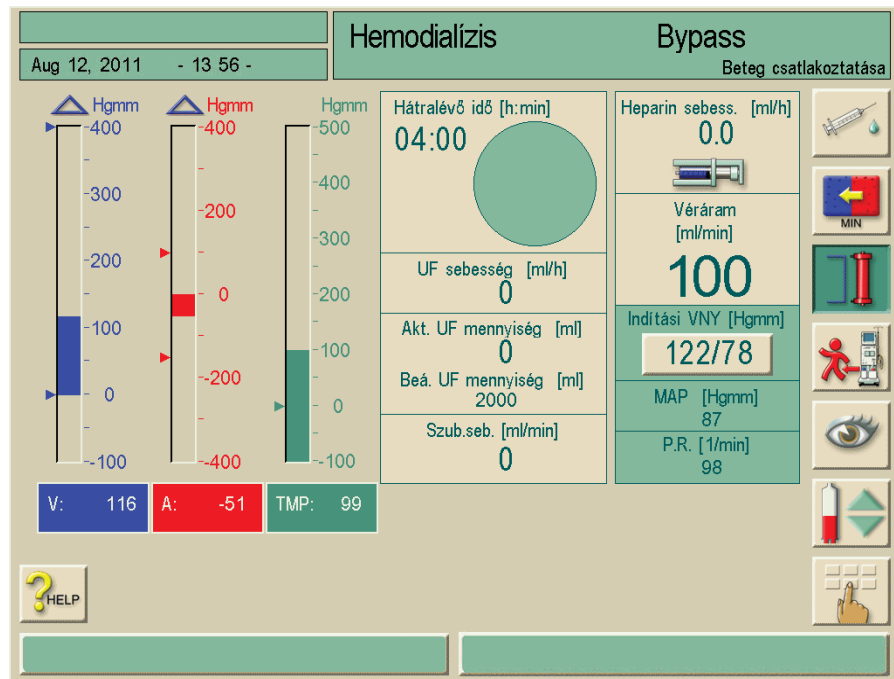 Hemodialízis
Bypass
Aug 12, 2011 - 13 56 -
Beteg csatlakoztatása
Hgmm
400
300
200
100
0
-100
V: 116
Hgmm
400
200
0
-200
-400
A: -51
Hgmm
500
400
300
200
100
0
-100
TMP: 99
Hátralévő idő [h:min]
04:00
UF sebesség [ml/h]
0
Akt. UF mennyiség [ml]
0
Beá. UF mennyiség [ml]
2000
Szub.seb. [ml/min]
0
Heparin sebess. [ml/h]
0.0
Véráram
[ml/min]
100
Indítási VNY [Hgmm]
122/78
MAP [Hgmm]
87
P.R. [1/min]
98
MIN
?HELP